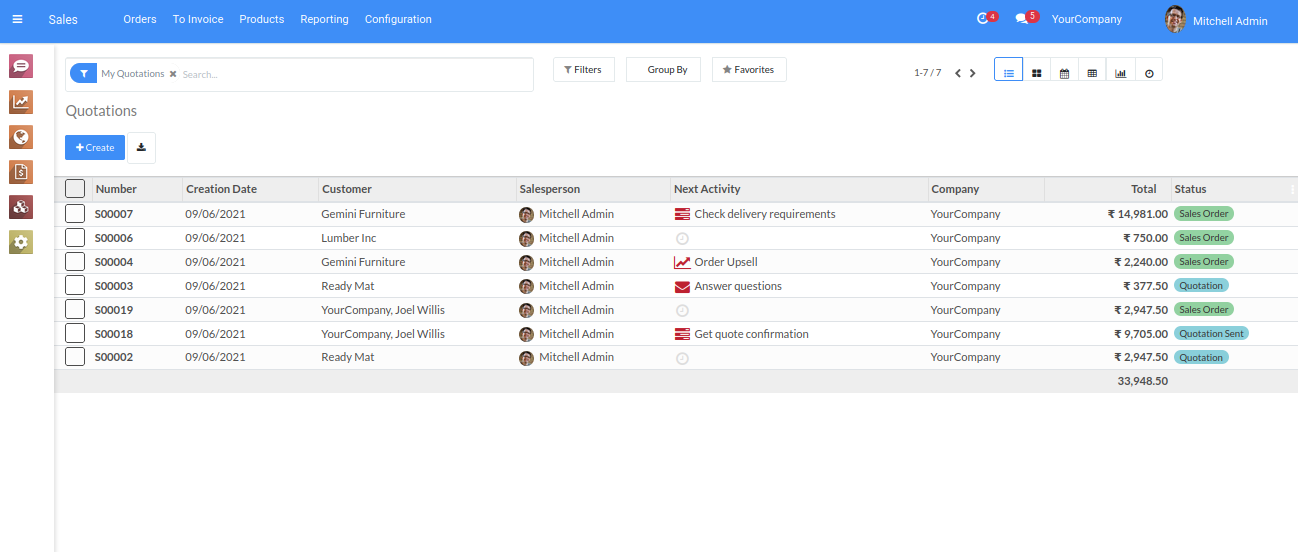 Sales Orders To Invoice Products Reporting Configuration 4 5 YourCompany Mitchell Admin
My Quotations × Search... Filters Group By Favorites 1-7 / 7
Quotations
+ Create
Number Creation Date Customer Salesperson Next Activity Company Total Status
S00007 09/06/2021 Gemini Furniture Mitchell Admin Check delivery requirements YourCompany ₹ 14,981.00 Sales Order
S00006 09/06/2021 Lumber Inc Mitchell Admin YourCompany ₹ 750.00 Sales Order
S00004 09/06/2021 Gemini Furniture Mitchell Admin Order Upsell YourCompany ₹ 2,240.00 Sales Order
S00003 09/06/2021 Ready Mat Mitchell Admin Answer questions YourCompany ₹ 377.50 Quotation
S00019 09/06/2021 YourCompany, Joel Willis Mitchell Admin YourCompany ₹ 2,947.50 Sales Order
S00018 09/06/2021 YourCompany, Joel Willis Mitchell Admin Get quote confirmation YourCompany ₹ 9,705.00 Quotation Sent
S00002 09/06/2021 Ready Mat Mitchell Admin YourCompany ₹ 2,947.50 Quotation
33,948.50